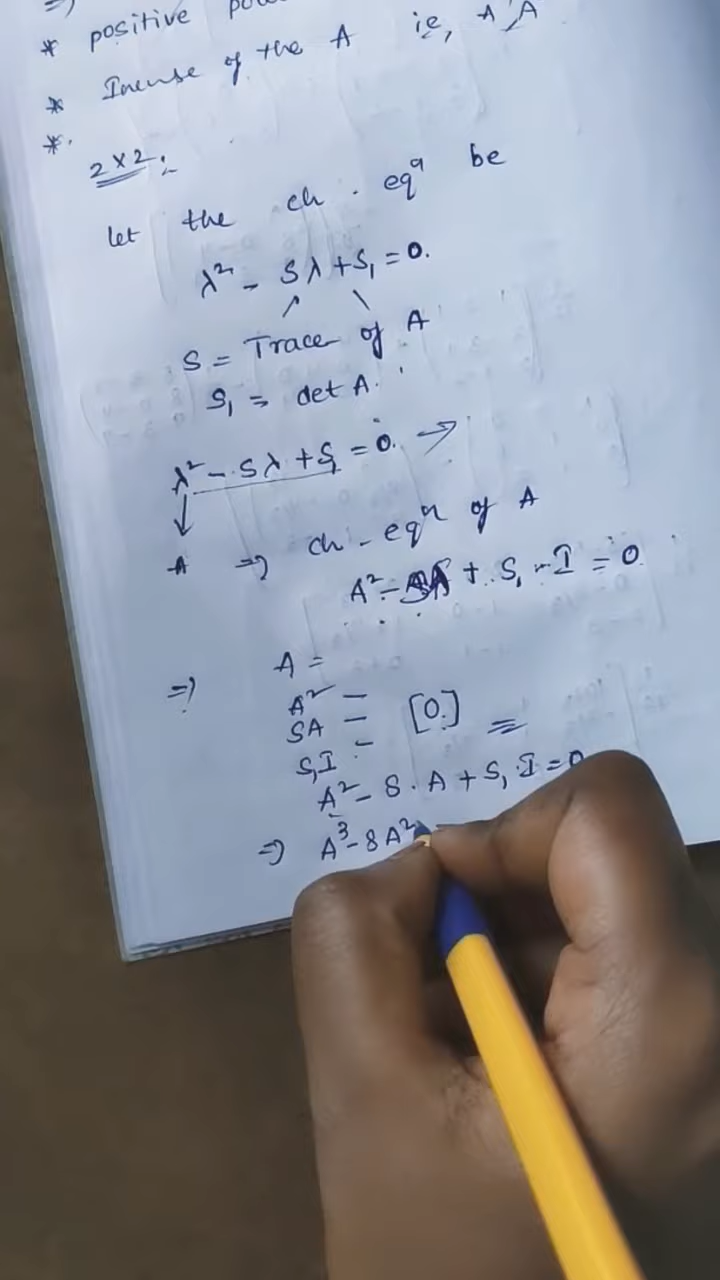 * positive
* Inverse of the A ie, A A
*.
2 x 2 :
let the ch . eqⁿ be
λ² - Sλ + S₁ = 0.
S = Trace of A
S₁ = det A.
λ² - Sλ + S₁ = 0. →
A ⇒ ch - eqⁿ of A
A² - SA + S₁ - I = 0
⇒ A =
A² -
SA - [0.]
S₁I -
A² - 8 . A + S₁ I = 0
⇒ A³ - 8A²